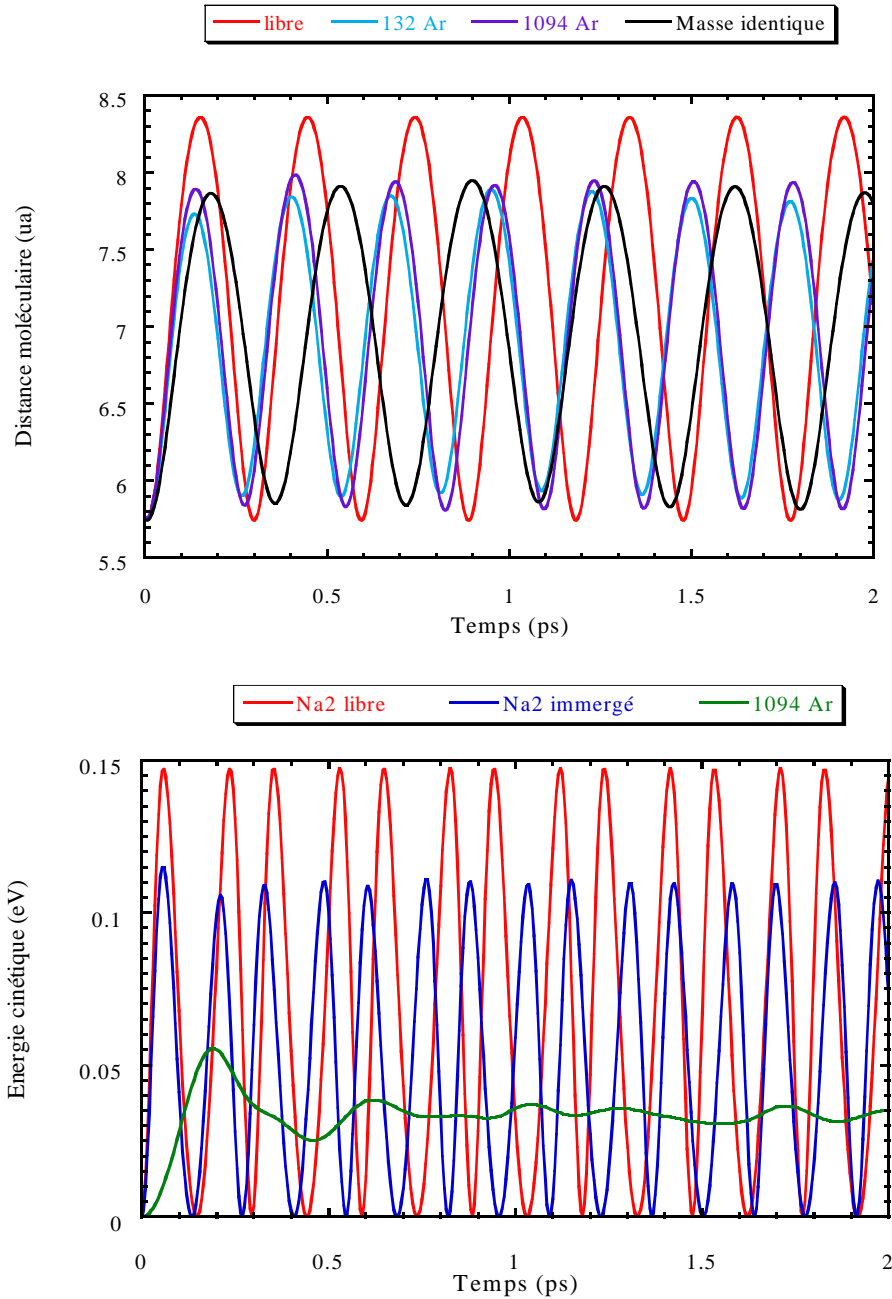 libre 132 Ar 1094 Ar Masse identique
8.5
8
7.5
7
6.5
6
5.5
Distance moléculaire (ua)
0 0.5 1 1.5 2
Temps (ps)
Na2 libre Na2 immergé 1094 Ar
0.15
0.1
0.05
0
Energie cinétique (eV)
0 0.5 1 1.5 2
Temps (ps)